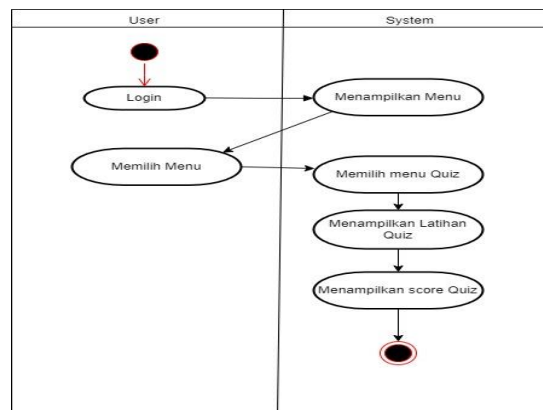 User
System
Login
Menampilkan Menu
Memilih Menu
Memilih menu Quiz
Menampilkan Latihan
Quiz
Menampilkan score Quiz